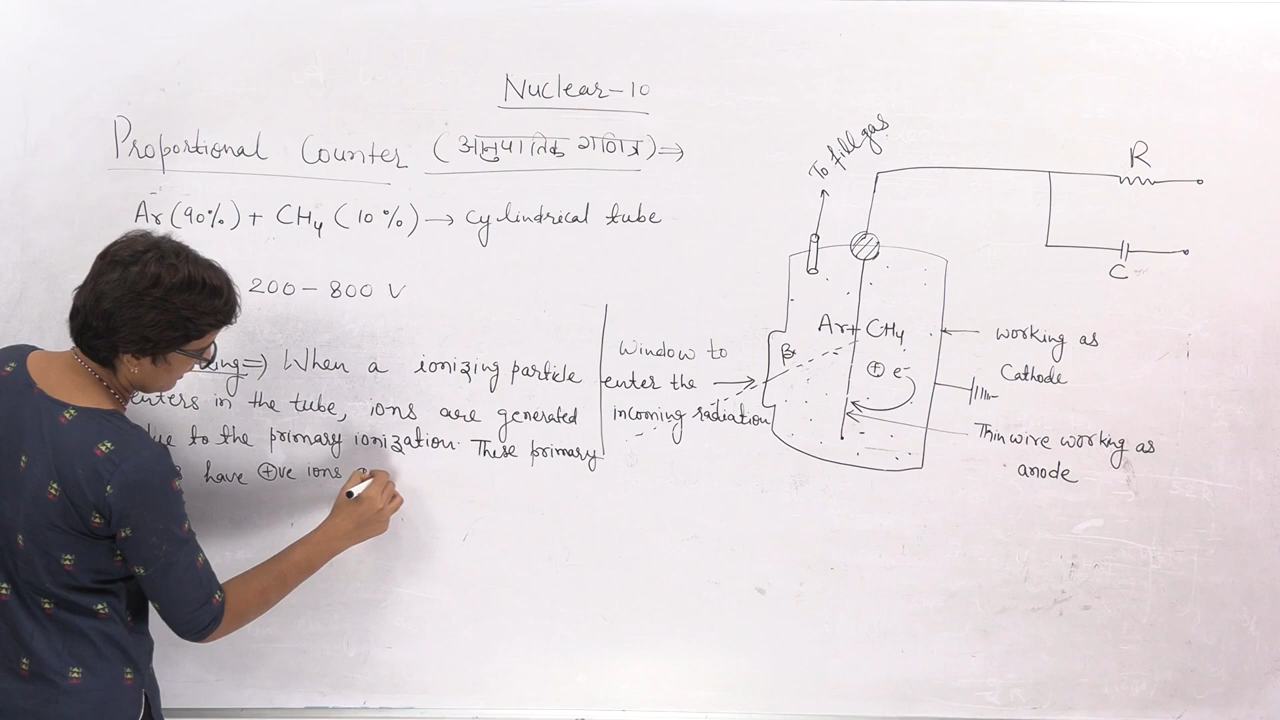 Nuclear-10
Proportional Counter (आनुपातिक गणित्र)⇒
Ar(90%) + CH4 (10%) → cylindrical tube
200 – 800 V
⇒) When a ionizing particle
enters in the tube, ions are generated
due to the primary ionization. These primary
have ⊕ve ions
Window to
enter the →
incoming radiation
To fill gas
R
C
Ar+ CH4
β
⊕ e-
working as
Cathode
Thin wire working as
anode